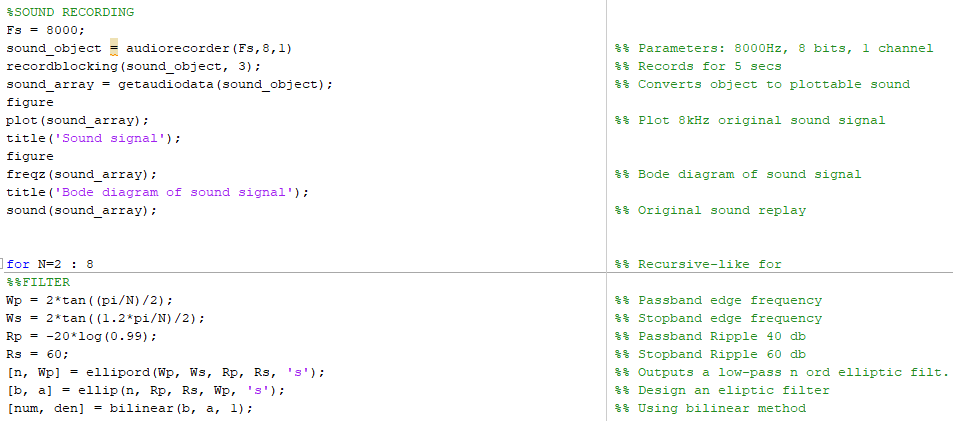 %SOUND RECORDING
Fs = 8000;
sound_object = audiorecorder(Fs,8,1) %% Parameters: 8000Hz, 8 bits, 1 channel
recordblocking(sound_object, 3); %% Records for 5 secs
sound_array = getaudiodata(sound_object); %% Converts object to plottable sound
figure
plot(sound_array); %% Plot 8kHz original sound signal
title('Sound signal');
figure
freqz(sound_array); %% Bode diagram of sound signal
title('Bode diagram of sound signal');
sound(sound_array); %% Original sound replay
for N=2 : 8 %% Recursive-like for
%%FILTER
Wp = 2*tan((pi/N)/2); %% Passband edge frequency
Ws = 2*tan((1.2*pi/N)/2); %% Stopband edge frequency
Rp = -20*log(0.99); %% Passband Ripple 40 db
Rs = 60; %% Stopband Ripple 60 db
[n, Wp] = ellipord(Wp, Ws, Rp, Rs, 's'); %% Outputs a low-pass n ord elliptic filt.
[b, a] = ellip(n, Rp, Rs, Wp, 's'); %% Design an eliptic filter
[num, den] = bilinear(b, a, 1); %% Using bilinear method